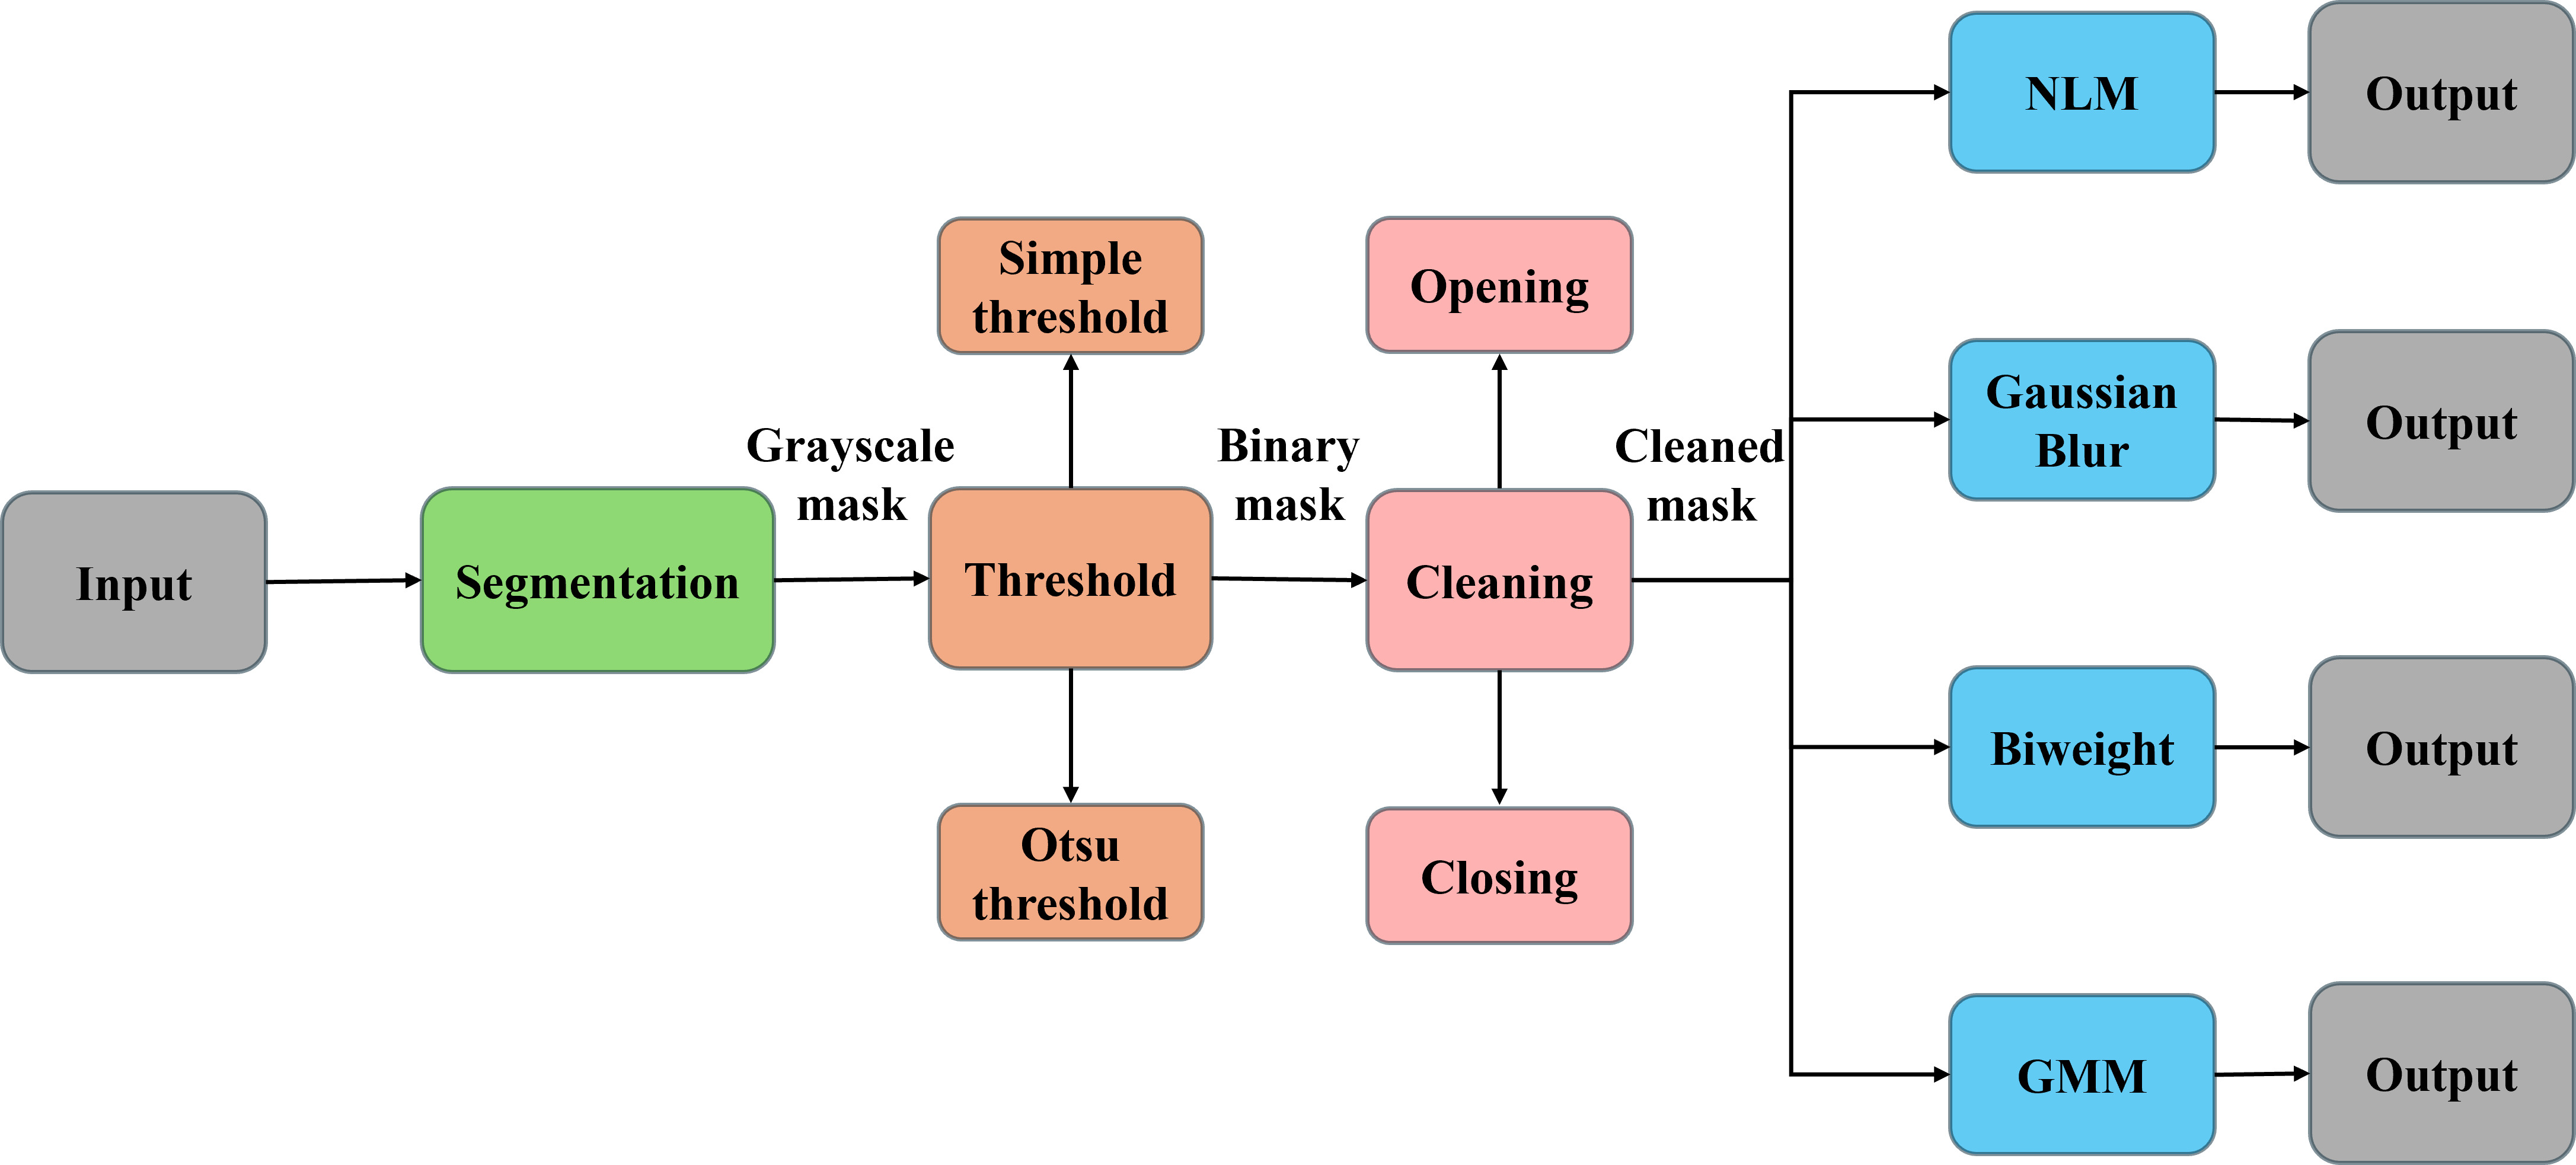 Input
Segmentation
Grayscale
mask
Simple
threshold
Threshold
Otsu
threshold
Binary
mask
Opening
Cleaning
Closing
Cleaned
mask
NLM
Output
Gaussian
Blur
Output
Biweight
Output
GMM
Output